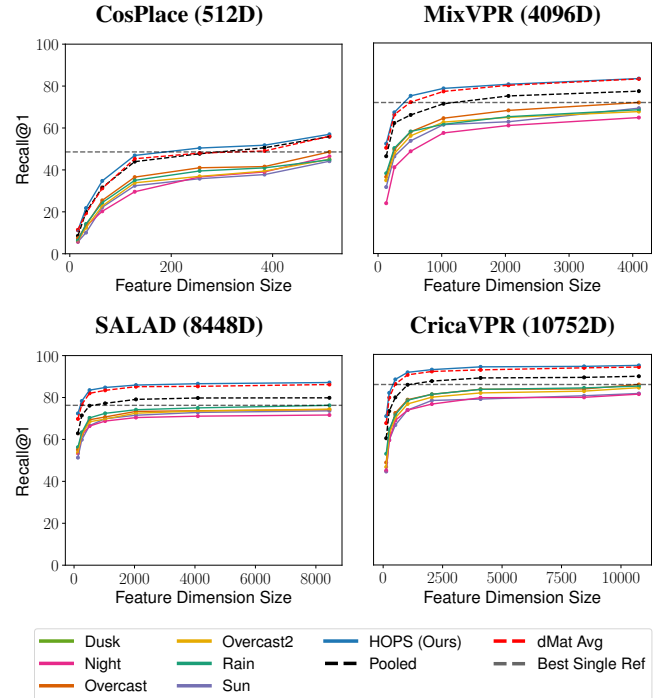 CosPlace (512D)
MixVPR (4096D)
100
80
60
40
20
0
Recall@1
0 200 400
0 1000 2000 3000 4000
Feature Dimension Size
Feature Dimension Size
SALAD (8448D)
CricaVPR (10752D)
100
80
60
40
20
0
Recall@1
0 2000 4000 6000 8000
0 2500 5000 7500 10000
Feature Dimension Size
Feature Dimension Size
Dusk
Night
Overcast
Overcast2
Rain
Sun
HOPS (Ours)
Pooled
dMat Avg
Best Single Ref